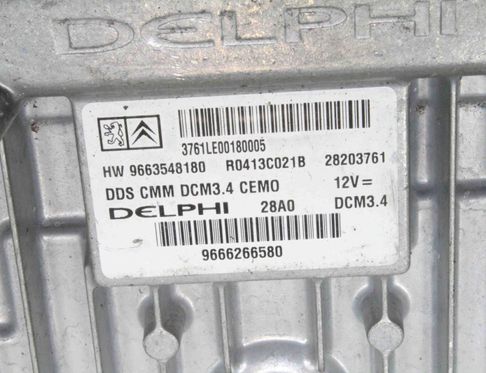 DELPHI
3761LE00180005
HW 9663548180 R0413C021B 28203761
DDS CMM DCM3.4 CEMO 12V=
DELPHI 28A0 DCM3.4
9666266580